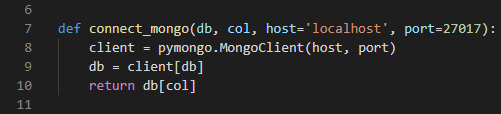 6
7 def connect_mongo(db, col, host='localhost', port=27017):
8     client = pymongo.MongoClient(host, port)
9     db = client[db]
10     return db[col]
11